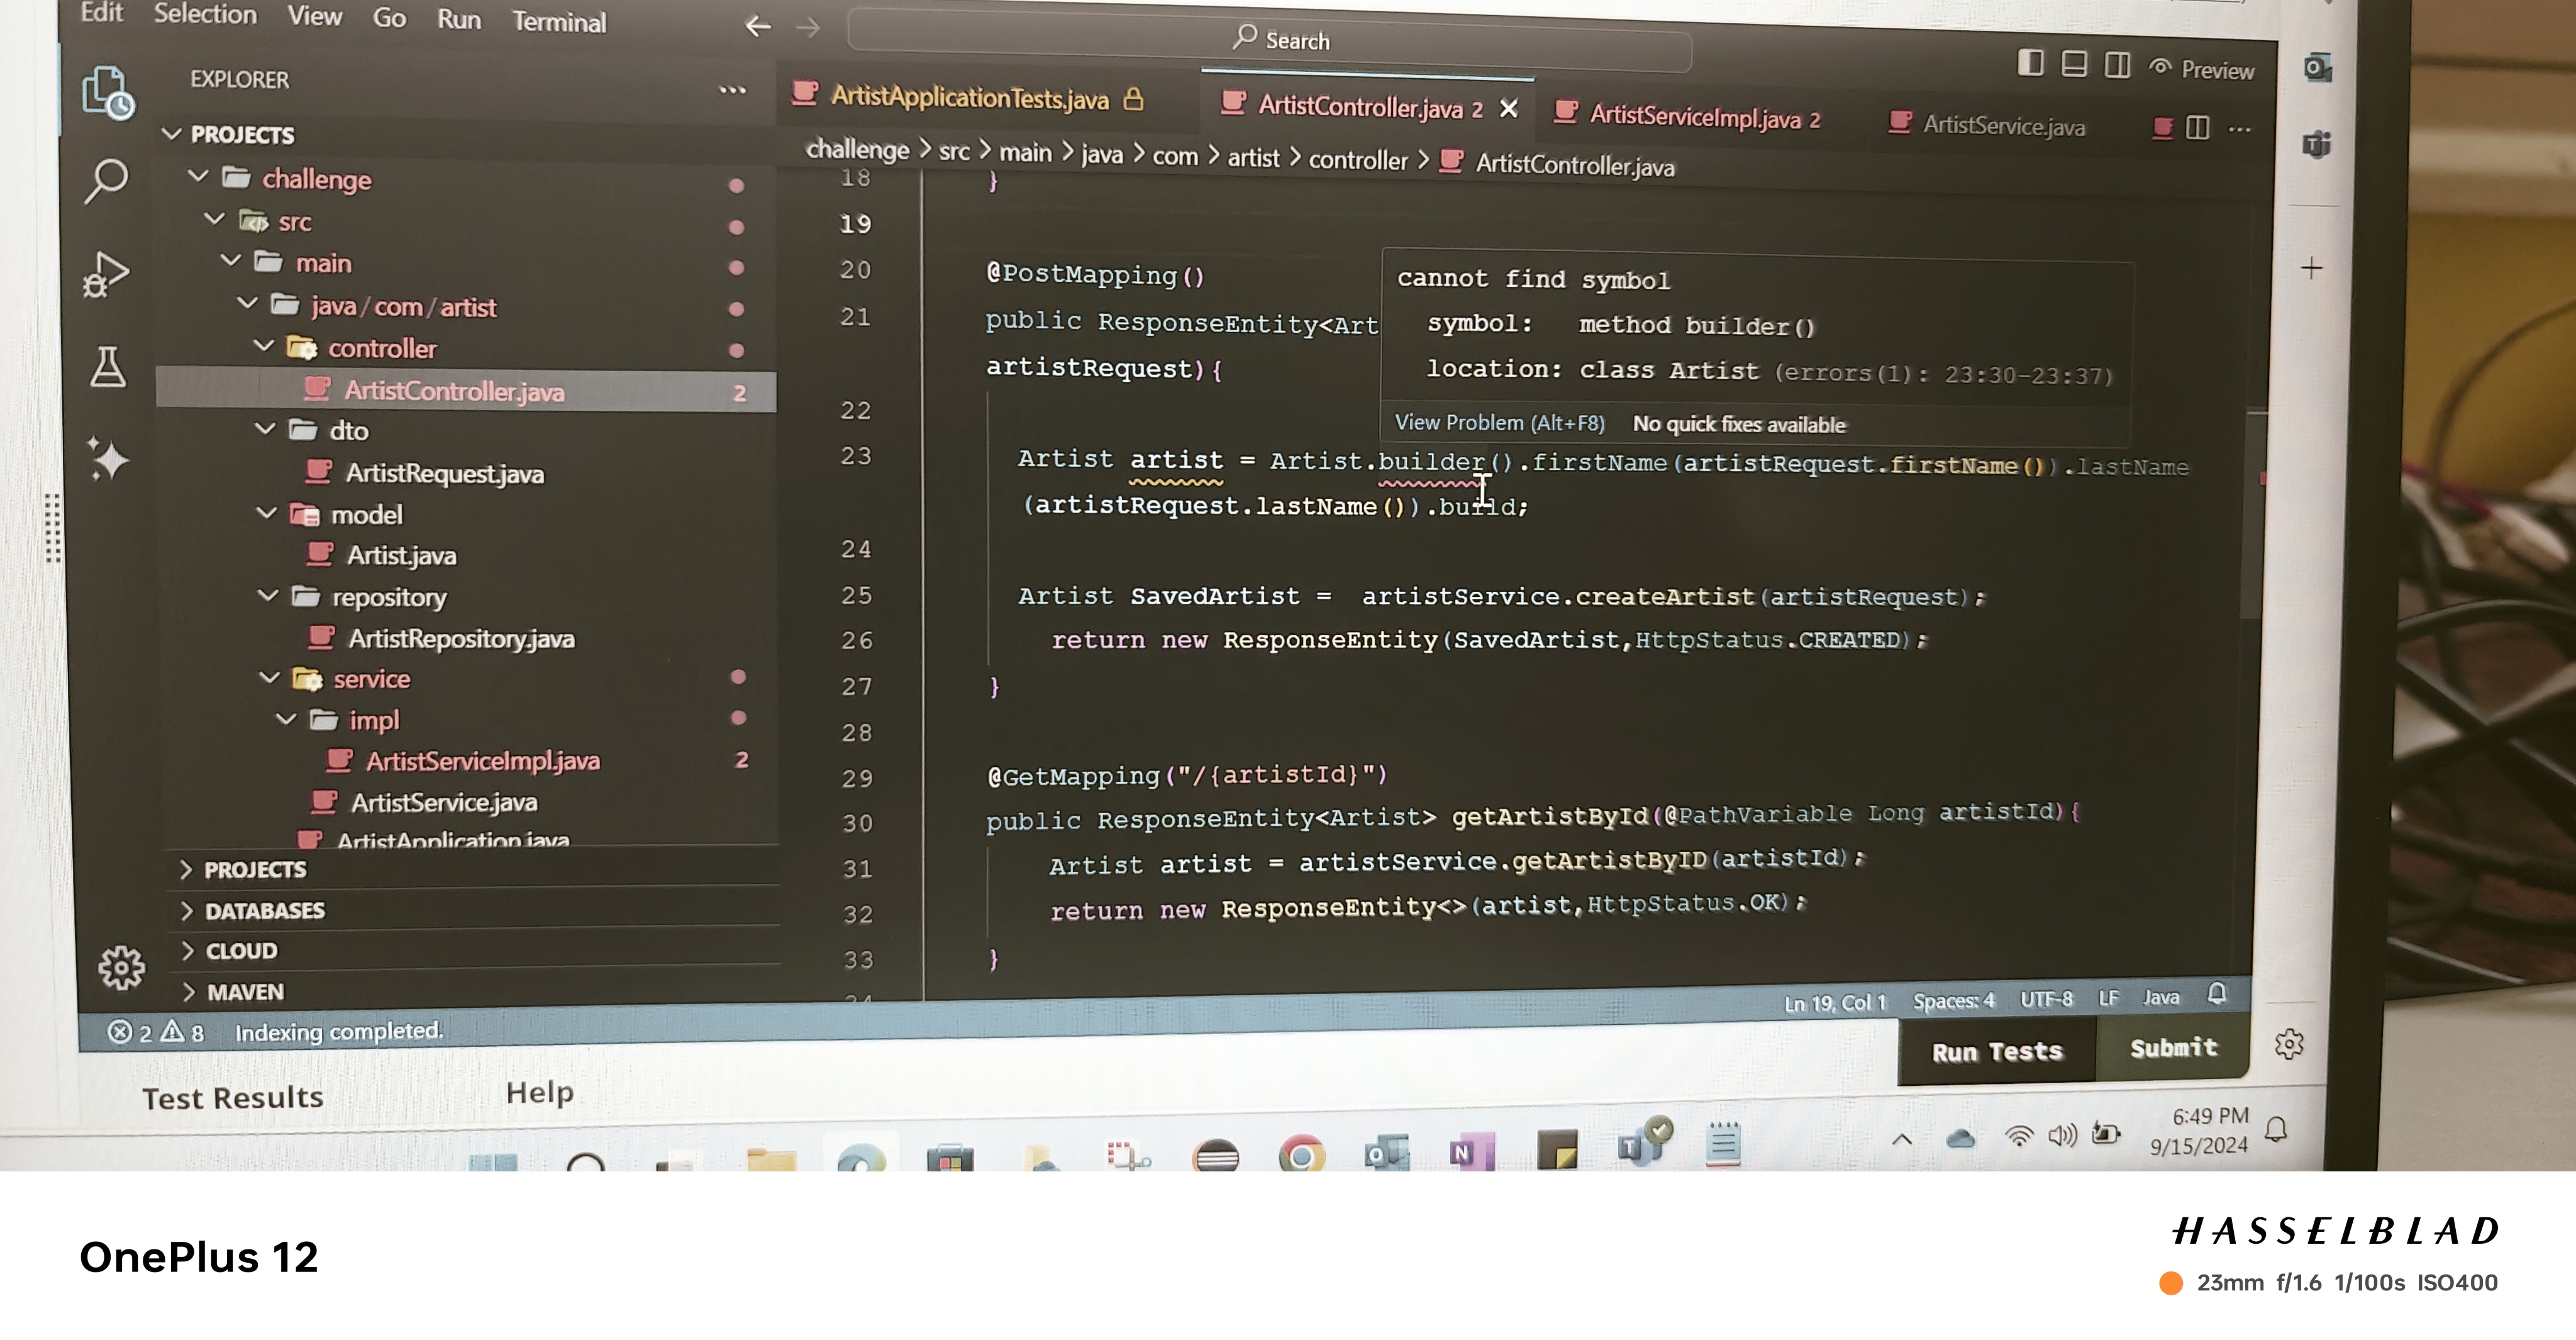 Edit Selection View Go Run Terminal
Search
Preview
EXPLORER
PROJECTS
challenge
src
main
java/com/artist
controller
ArtistController.java 2
dto
ArtistRequest.java
model
Artist.java
repository
ArtistRepository.java
service
impl
ArtistServiceImpl.java 2
ArtistService.java
ArtistApplication.java
PROJECTS
DATABASES
CLOUD
MAVEN
ArtistApplicationTests.java ArtistController.java 2 ArtistServiceImpl.java 2 ArtistService.java
challenge > src > main > java > com > artist > controller > ArtistController.java
18 }
19
20 @PostMapping()
21 public ResponseEntity<Art
artistRequest){
22
cannot find symbol
symbol: method builder()
location: class Artist (errors(1): 23:30-23:37)
View Problem (Alt+F8) No quick fixes available
23 Artist artist = Artist.builder().firstName(artistRequest.firstName()).lastName
(artistRequest.lastName()).build;
24
25 Artist SavedArtist = artistService.createArtist(artistRequest);
26 return new ResponseEntity(SavedArtist,HttpStatus.CREATED);
27 }
28
29 @GetMapping("/{artistId}")
30 public ResponseEntity<Artist> getArtistById(@PathVariable Long artistId){
31 Artist artist = artistService.getArtistByID(artistId);
32 return new ResponseEntity<>(artist,HttpStatus.OK);
33 }
2 8 Indexing completed.
Ln 19, Col 1 Spaces: 4 UTF-8 LF Java
Run Tests Submit
Test Results Help
6:49 PM
9/15/2024
OnePlus 12
HASSELBLAD
23mm f/1.6 1/100s ISO400